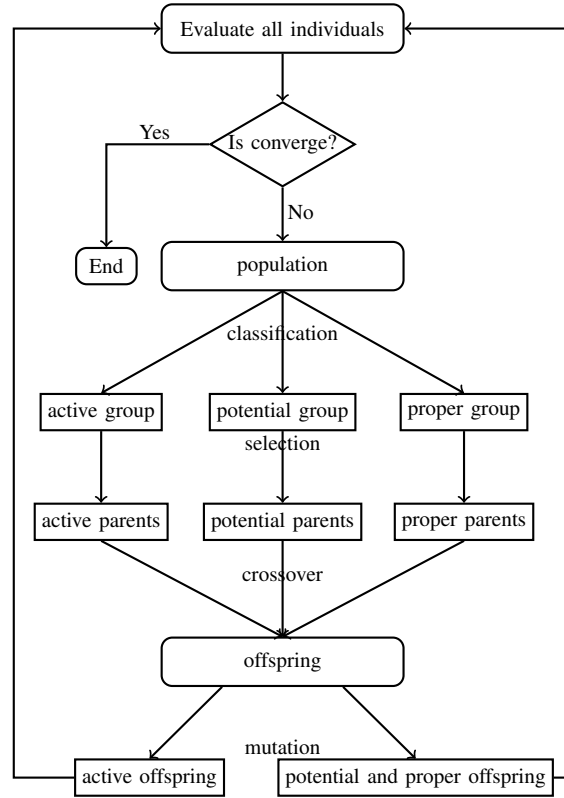 Evaluate all individuals
Is converge?
Yes
No
End
population
classification
active group
potential group
proper group
selection
active parents
potential parents
proper parents
crossover
offspring
mutation
active offspring
potential and proper offspring